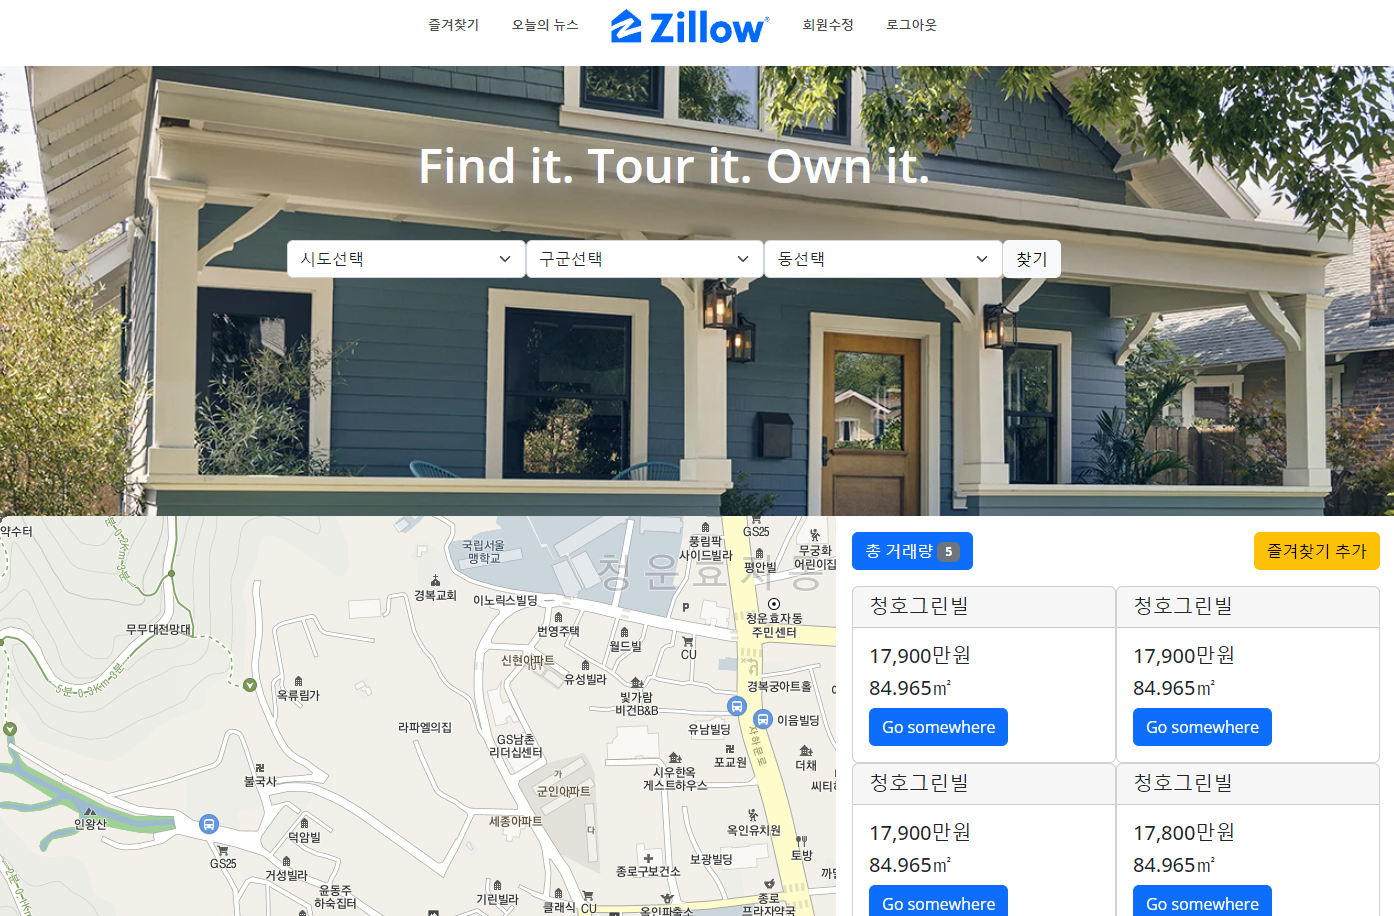 즐겨찾기
오늘의 뉴스
Zillow
회원수정
로그아웃
Find it. Tour it. Own it.
시도선택
구군선택
동선택
찾기
약수터
무무대전망대
5분-0.3km-3분
옥류림가
불국사
인왕산
덕암빌
GS25
거성빌라
윤동주
하숙집터
국립서울
맹학교
경복교회
이노릭스빌딩
번영주택
신현아파트
유성빌라
월드빌
빛가람
비건B&B
라파엘의집
GS남촌
리더십센터
가
군인아파트
세종아파트
대
기린빌라
클래식
CU
풍림팍
사이드빌라
GS25
평안빌
무궁화
어린이집
청운효자동
P
청운효자동
주민센터
CU
경복궁아트홀
유남빌딩
이음빌딩
자하문로
포교원
더채
시우한옥
게스트하우스
옥인유치원
토방
보광빌딩
종로구보건소
옥인파출소
종로
프라자약국
총 거래량 5
즐겨찾기 추가
청호그린빌
17,900만원
84.965㎡
Go somewhere
청호그린빌
17,900만원
84.965㎡
Go somewhere
청호그린빌
17,900만원
84.965㎡
Go somewhere
청호그린빌
17,800만원
84.965㎡
Go somewhere